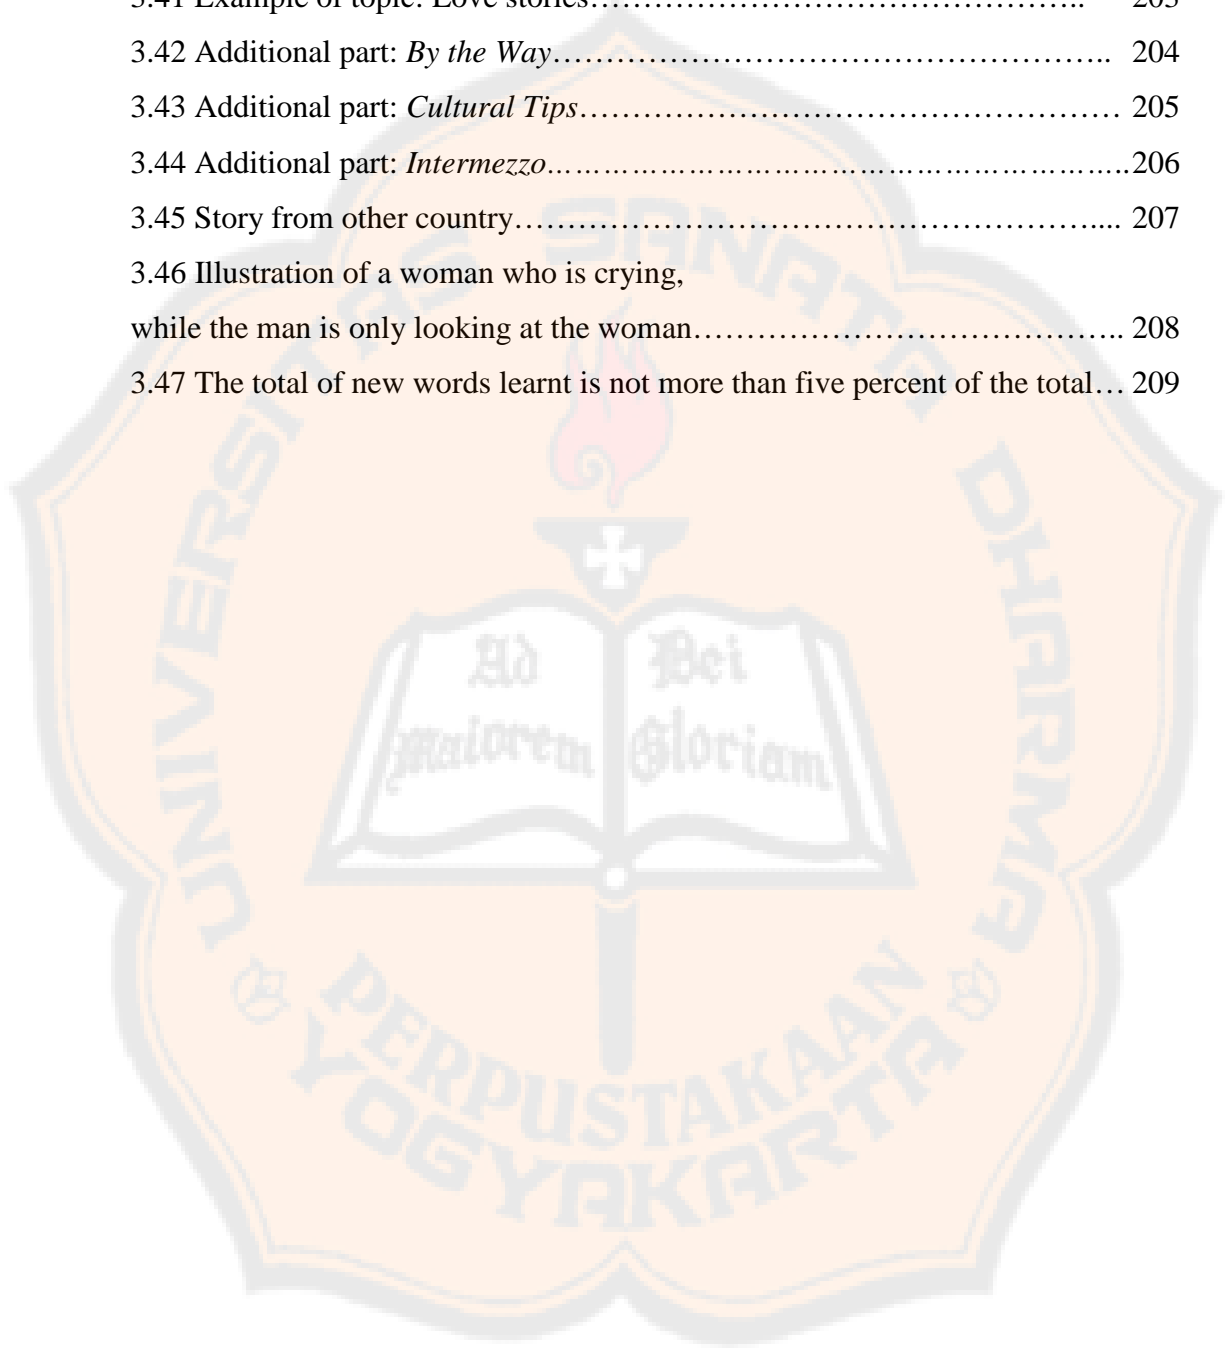 3.41 Example of topic: Love stories……………………………………….. 203
3.42 Additional part: By the Way……………………………………………….. 204
3.43 Additional part: Cultural Tips……………………………………………… 205
3.44 Additional part: Intermezzo…………………………………………………..206
3.45 Story from other country………………………………………………….... 207
3.46 Illustration of a woman who is crying,
while the man is only looking at the woman…………………………………….. 208
3.47 The total of new words learnt is not more than five percent of the total… 209
UNIVERSITAS SANATA DHARMA
Ad Dei
maiorem Gloriam
PERPUSTAKAAN
YOGYAKARTA